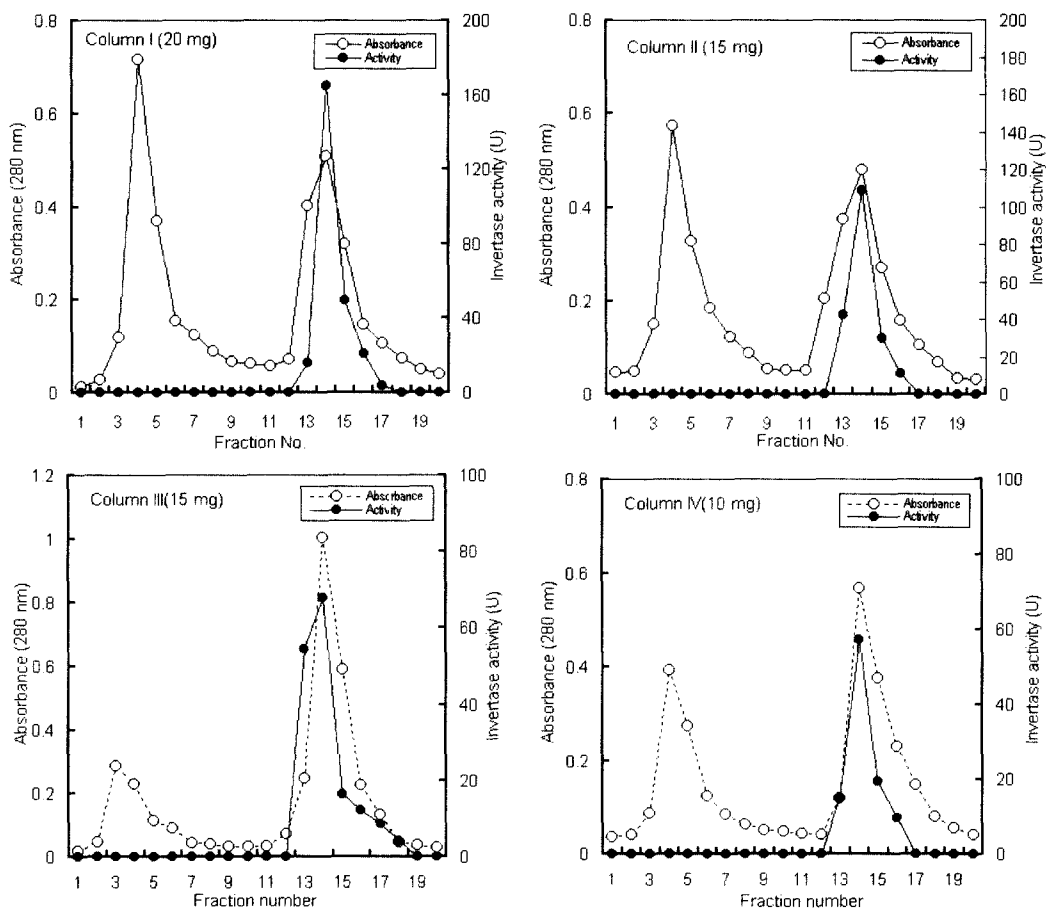 Column I (20 mg)
Absorbance
Activity
Absorbance (280 nm)
0.8
0.6
0.4
0.2
0
200
160
120
80
40
0
Invertase activity (U)
1 3 5 7 9 11 13 15 17 19
Fraction No.
Column II (15 mg)
Absorbance
Activity
Absorbance (280 nm)
0.8
0.6
0.4
0.2
0
200
180
160
140
120
100
80
60
40
20
0
Invertase activity (U)
1 3 5 7 9 11 13 15 17 19
Fraction No.
Column III(15 mg)
Absorbance
Activity
Absorbance (280 nm)
1.2
1
0.8
0.6
0.4
0.2
0
100
80
60
40
20
0
Invertase activity (U)
1 3 5 7 9 11 13 15 17 19
Fraction number
Column IV(10 mg)
Absorbance
Activity
Absorbance (280 nm)
0.8
0.6
0.4
0.2
0
100
80
60
40
20
0
Invertase activity (U)
1 3 5 7 9 11 13 15 17 19
Fraction number